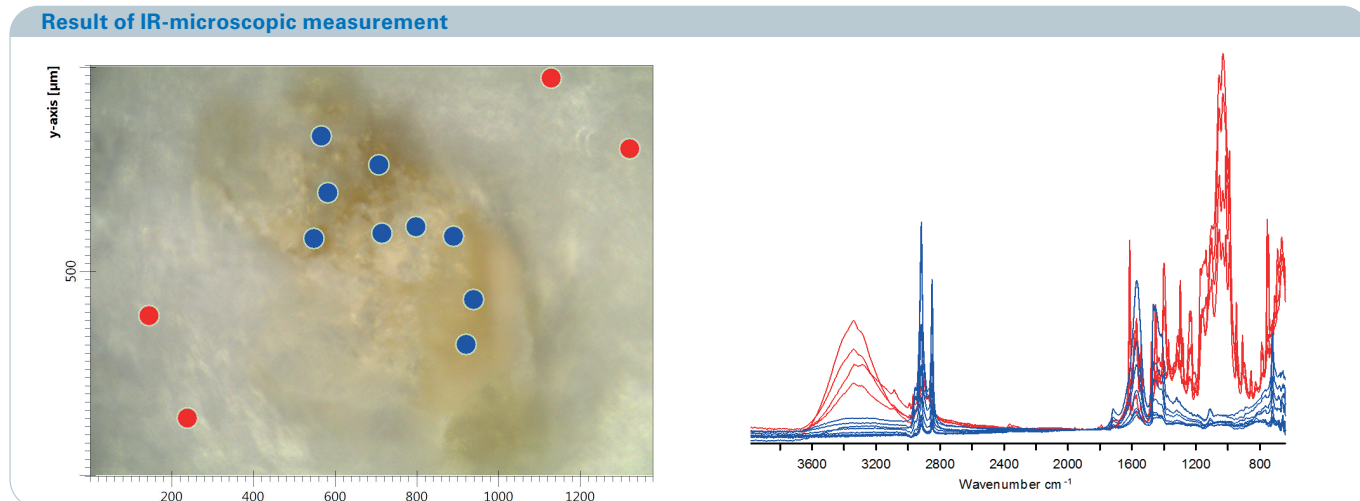 Result of IR-microscopic measurement
y-axis [µm]
500
200 400 600 800 1000 1200
3600 3200 2800 2400 2000 1600 1200 800
Wavenumber cm⁻¹